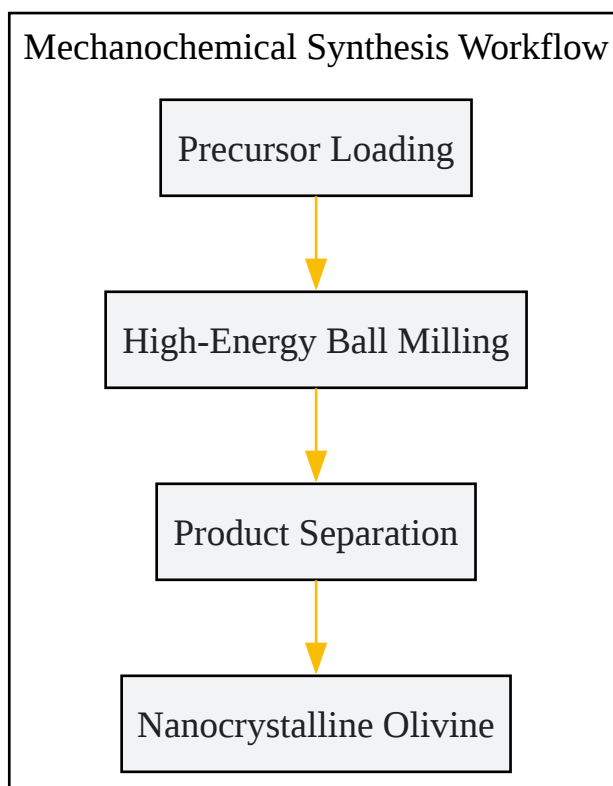 Mechanochemical Synthesis Workflow
Precursor Loading
High-Energy Ball Milling
Product Separation
Nanocrystalline Olivine